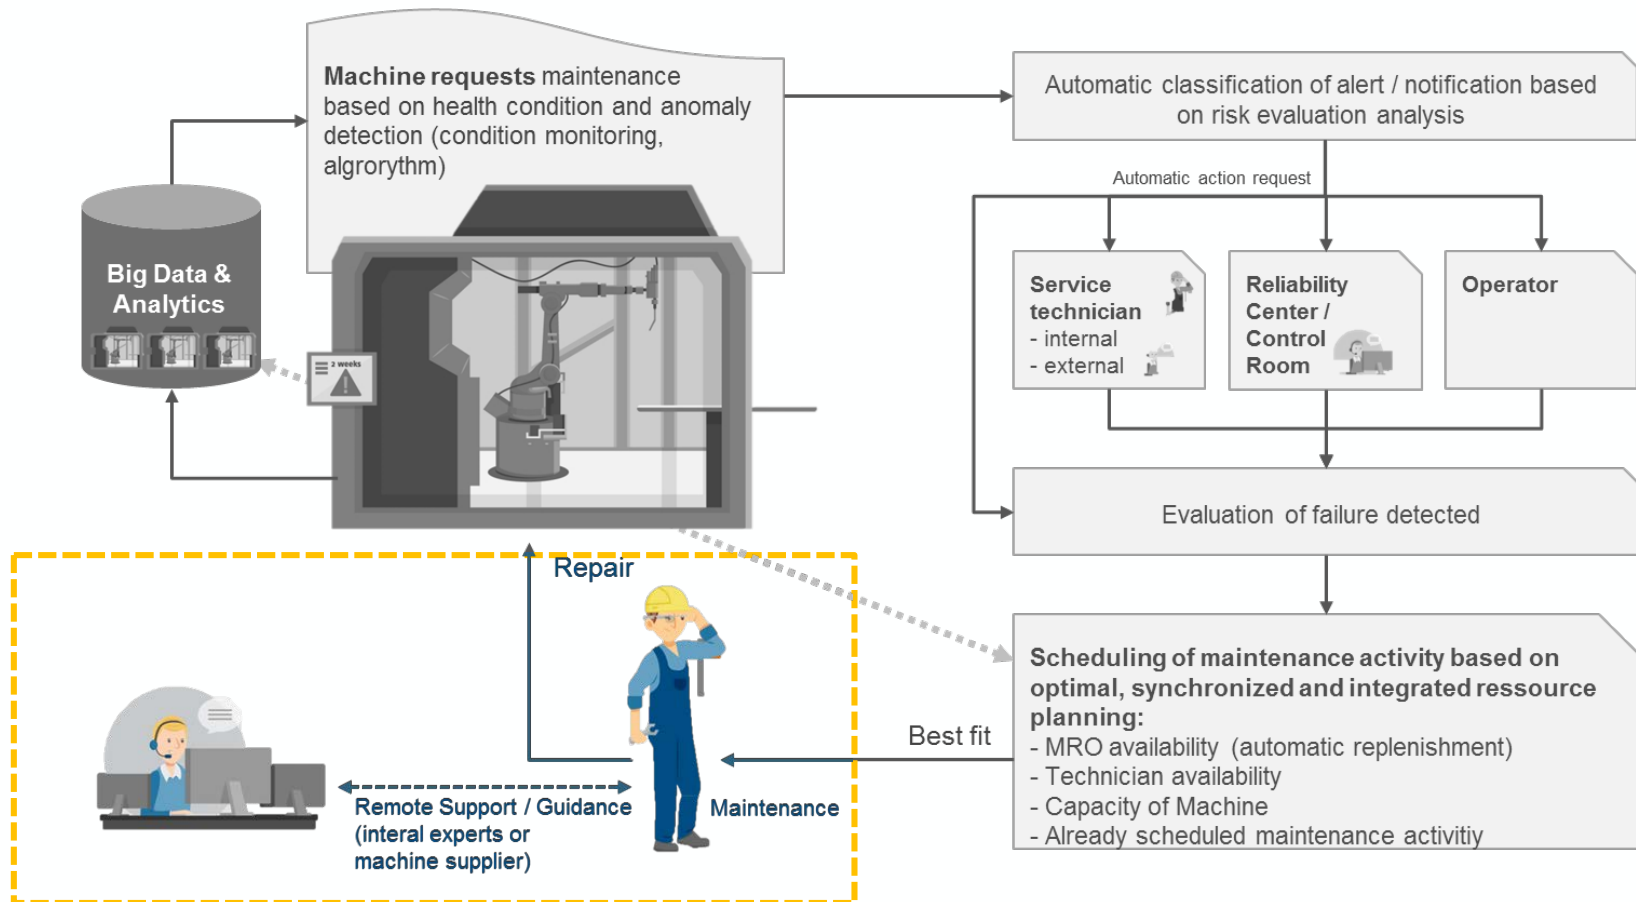 Machine requests maintenance
based on health condition and anomaly
detection (condition monitoring,
algrorythm)
Automatic classification of alert / notification based
on risk evaluation analysis
Automatic action request
Big Data &
Analytics
2 weeks
Service
technician
- internal
- external
Reliability
Center /
Control
Room
Operator
Evaluation of failure detected
Repair
Scheduling of maintenance activity based on
optimal, synchronized and integrated ressource
planning:
- MRO availability (automatic replenishment)
- Technician availability
- Capacity of Machine
- Already scheduled maintenance activitiy
Best fit
Remote Support / Guidance
(interal experts or
machine supplier)
Maintenance